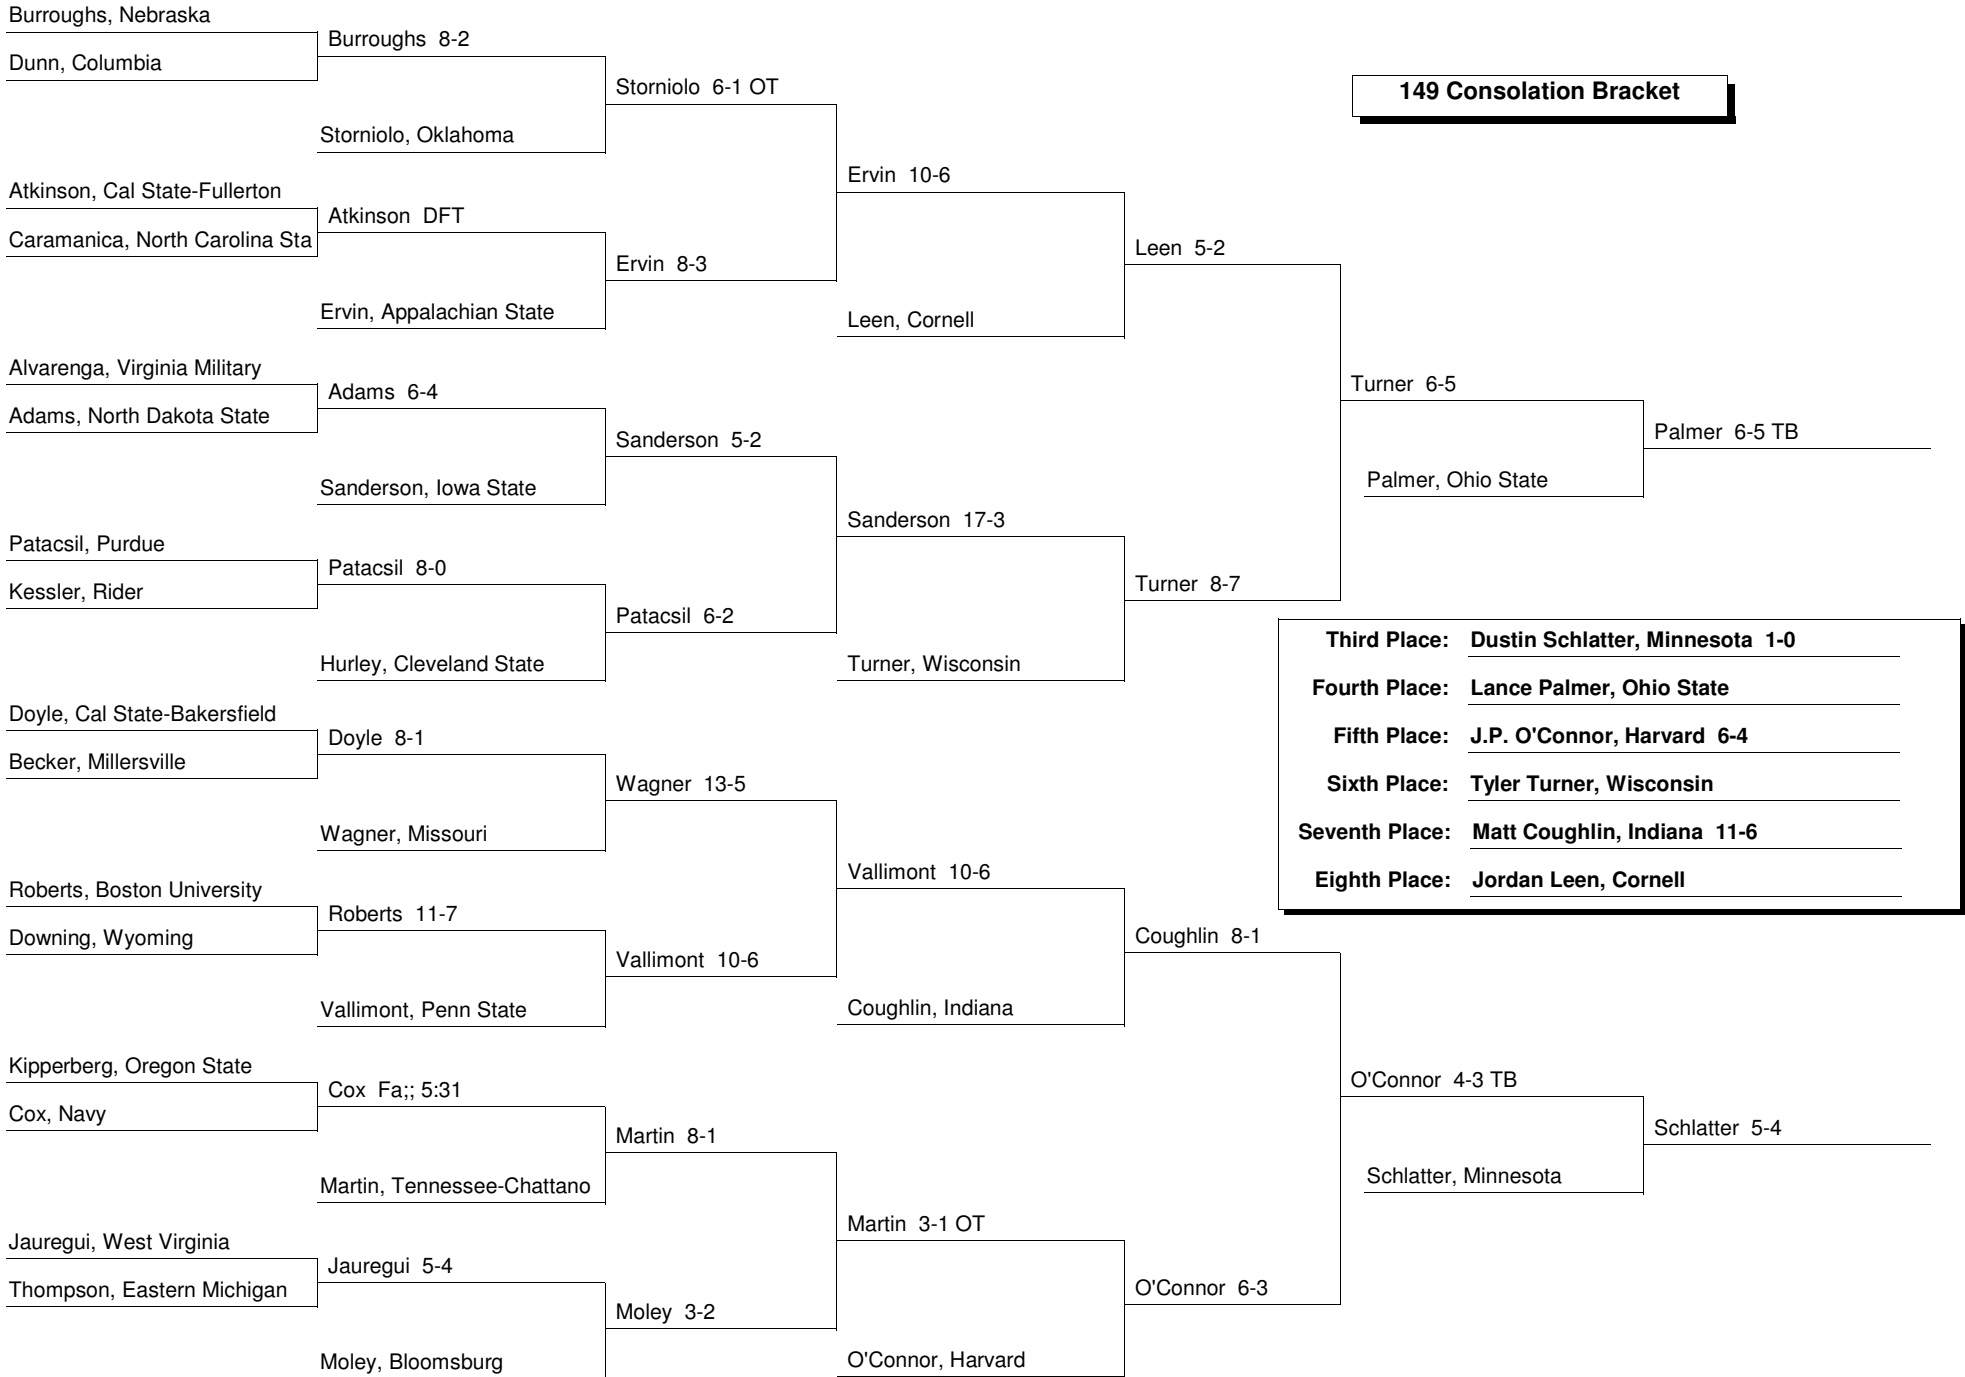 Burroughs, Nebraska
Burroughs 8-2
Dunn, Columbia
Storniolo 6-1 OT
149 Consolation Bracket
Storniolo, Oklahoma
Ervin 10-6
Atkinson, Cal State-Fullerton
Atkinson DFT
Caramanica, North Carolina Sta
Leen 5-2
Ervin 8-3
Ervin, Appalachian State
Leen, Cornell
Alvarenga, Virginia Military
Turner 6-5
Adams 6-4
Adams, North Dakota State
Palmer 6-5 TB
Sanderson 5-2
Palmer, Ohio State
Sanderson, Iowa State
Sanderson 17-3
Patacsil, Purdue
Patacsil 8-0
Turner 8-7
Kessler, Rider
Patacsil 6-2
Third Place: Dustin Schlatter, Minnesota 1-0
Hurley, Cleveland State
Turner, Wisconsin
Fourth Place: Lance Palmer, Ohio State
Doyle, Cal State-Bakersfield
Doyle 8-1
Fifth Place: J.P. O'Connor, Harvard 6-4
Becker, Millersville
Wagner 13-5
Sixth Place: Tyler Turner, Wisconsin
Wagner, Missouri
Seventh Place: Matt Coughlin, Indiana 11-6
Vallimont 10-6
Eighth Place: Jordan Leen, Cornell
Roberts, Boston University
Roberts 11-7
Downing, Wyoming
Coughlin 8-1
Vallimont 10-6
Vallimont, Penn State
Coughlin, Indiana
Kipperberg, Oregon State
O'Connor 4-3 TB
Cox Fa;; 5:31
Cox, Navy
Schlatter 5-4
Martin 8-1
Schlatter, Minnesota
Martin, Tennessee-Chattano
Martin 3-1 OT
Jauregui, West Virginia
Jauregui 5-4
Thompson, Eastern Michigan
O'Connor 6-3
Moley 3-2
Moley, Bloomsburg
O'Connor, Harvard